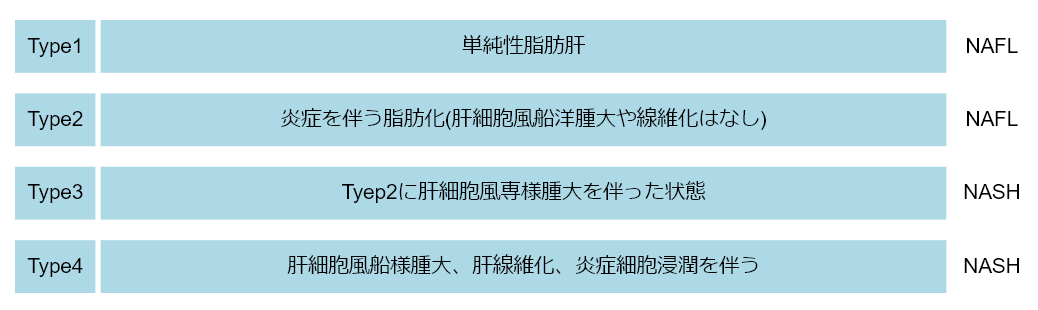 Type1 単純性脂肪肝 NAFL
Type2 炎症を伴う脂肪化(肝細胞風船洋腫大や線維化はなし) NAFL
Type3 Tyep2に肝細胞風専様腫大を伴った状態 NASH
Type4 肝細胞風船様腫大、肝線維化、炎症細胞浸潤を伴う NASH